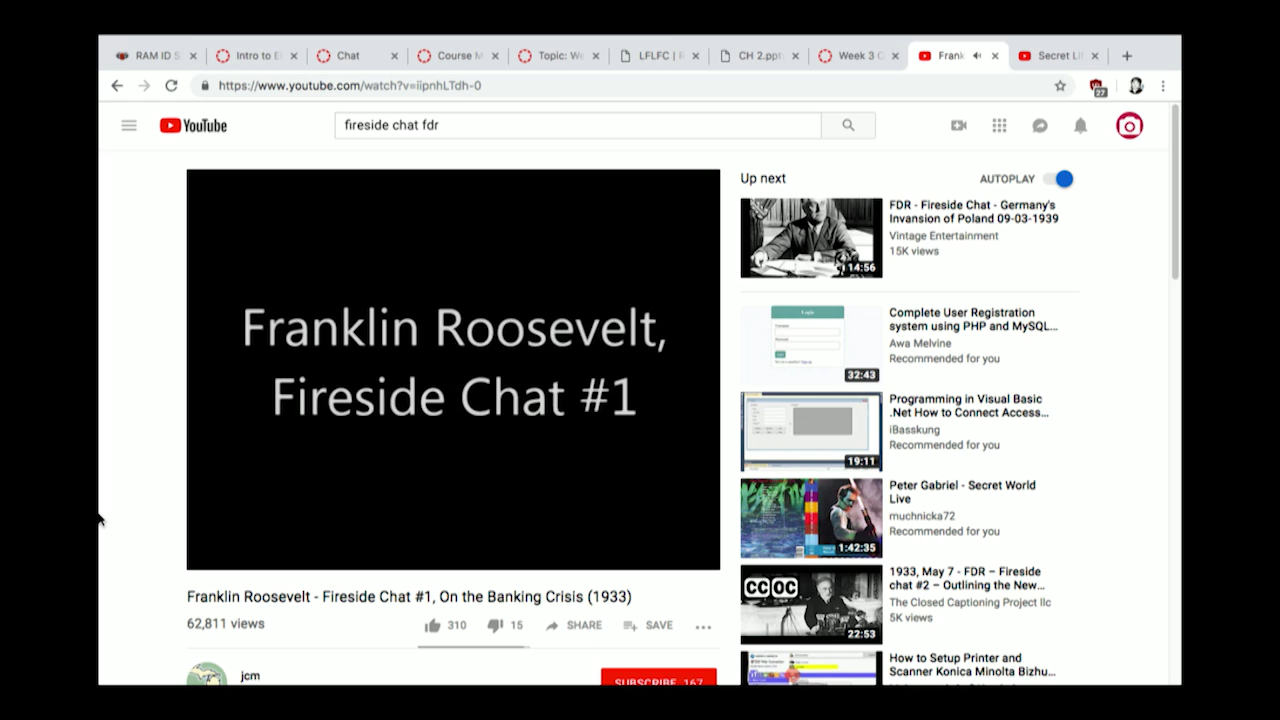 RAM ID S
Intro to E
Chat
Course M
Topic: We
LFLFC | R
CH 2.ppt
Week 3 C
Frank
Secret Li
https://www.youtube.com/watch?v=iipnhLTdh-0
27
YouTube
fireside chat fdr
Franklin Roosevelt,
Fireside Chat #1
Franklin Roosevelt - Fireside Chat #1, On the Banking Crisis (1933)
62,811 views
310
15
SHARE
SAVE
jcm
SUBSCRIBE 167
Up next
AUTOPLAY
14:56
FDR - Fireside Chat - Germany's
Invansion of Poland 09-03-1939
Vintage Entertainment
15K views
Login
32:43
Complete User Registration
system using PHP and MySQL...
Awa Melvine
Recommended for you
19:11
Programming in Visual Basic
.Net How to Connect Access...
iBasskung
Recommended for you
1:42:35
Peter Gabriel - Secret World
Live
muchnicka72
Recommended for you
CC OC
22:53
1933, May 7 - FDR – Fireside
chat #2 – Outlining the New...
The Closed Captioning Project llc
5K views
How to Setup Printer and
Scanner Konica Minolta Bizhu...